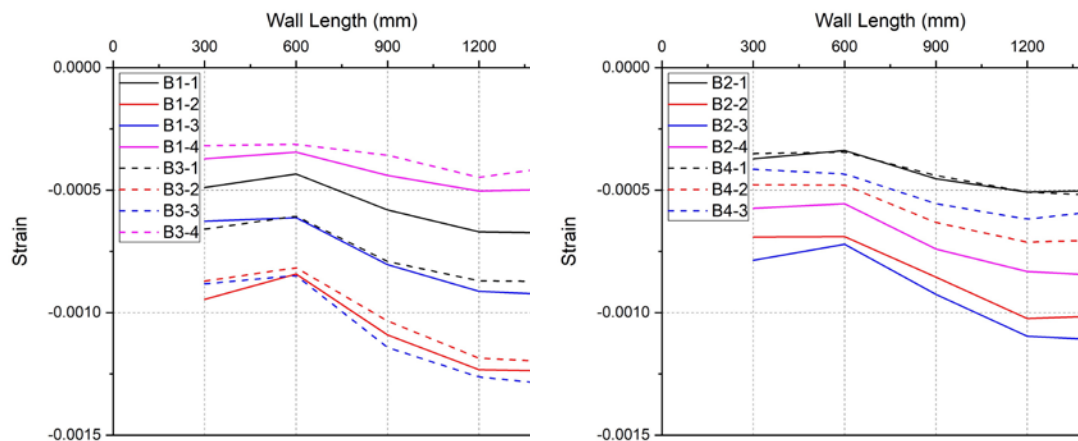 Wall Length (mm)
0 300 600 900 1200
0.0000
-0.0005
-0.0010
-0.0015
Strain
B1-1
B1-2
B1-3
B1-4
B3-1
B3-2
B3-3
B3-4
Wall Length (mm)
0 300 600 900 1200
0.0000
-0.0005
-0.0010
-0.0015
Strain
B2-1
B2-2
B2-3
B2-4
B4-1
B4-2
B4-3